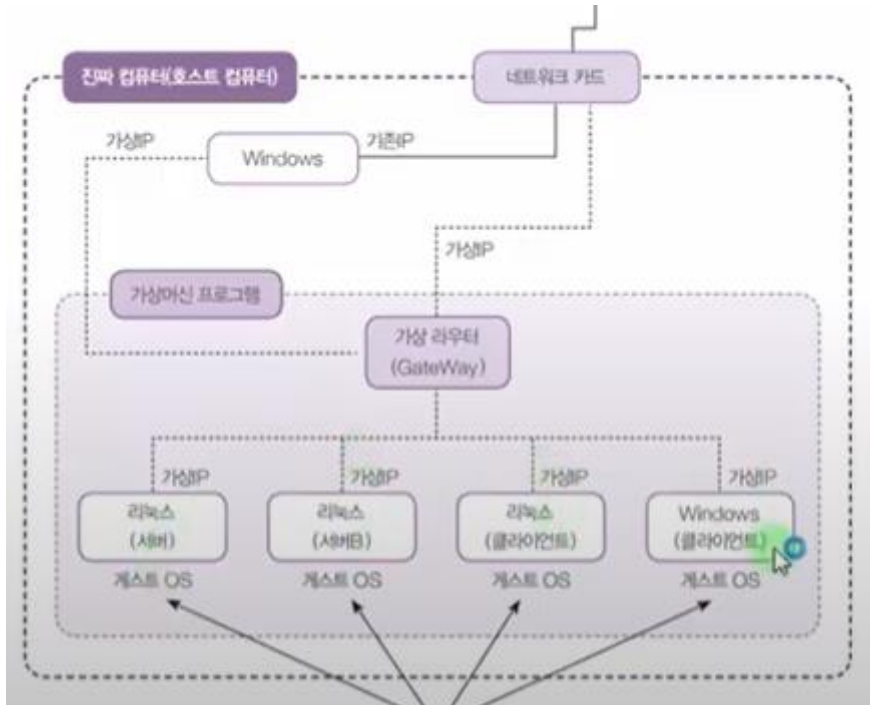 진짜 컴퓨터(호스트 컴퓨터)
네트워크 카드
가상IP
Windows
기존IP
가상IP
가상머신 프로그램
가상 라우터
(GateWay)
가상IP
가상IP
가상IP
가상IP
리눅스
(서버)
리눅스
(서버B)
리눅스
(클라이언트)
Windows
(클라이언트)
게스트 OS
게스트 OS
게스트 OS
게스트 OS